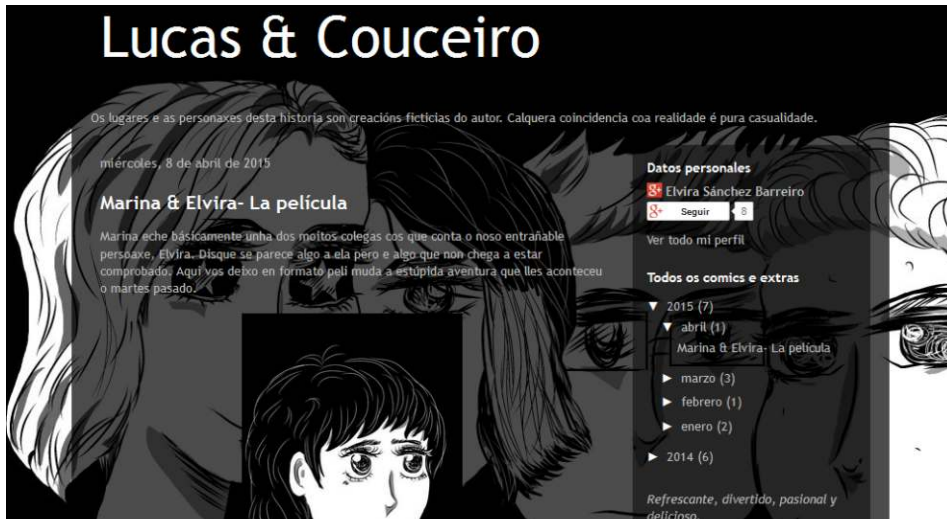 Lucas & Couceiro
Os lugares e as personaxes desta historia son creacións ficticias do autor. Calquera coincidencia coa realidade é pura casualidade.
miércoles, 8 de abril de 2015
Marina & Elvira- La película
Marina eche básicamente unha dos moitos colegas cos que conta o noso entrañable
persoaxe, Elvira. Disque se parece algo a ela pero e algo que non chega a estar
comprobado. Aqui vos deixo en formato peli muda a estúpida aventura que lles aconteceu
o martes pasado.
Datos personales
Elvira Sánchez Barreiro
Seguir 8
Ver todo mi perfil
Todos os comics e extras
▼ 2015 (7)
▼ abril (1)
Marina & Elvira- La película
► marzo (3)
► febrero (1)
► enero (2)
► 2014 (6)
Refrescante, divertido, pasional y
delicioso